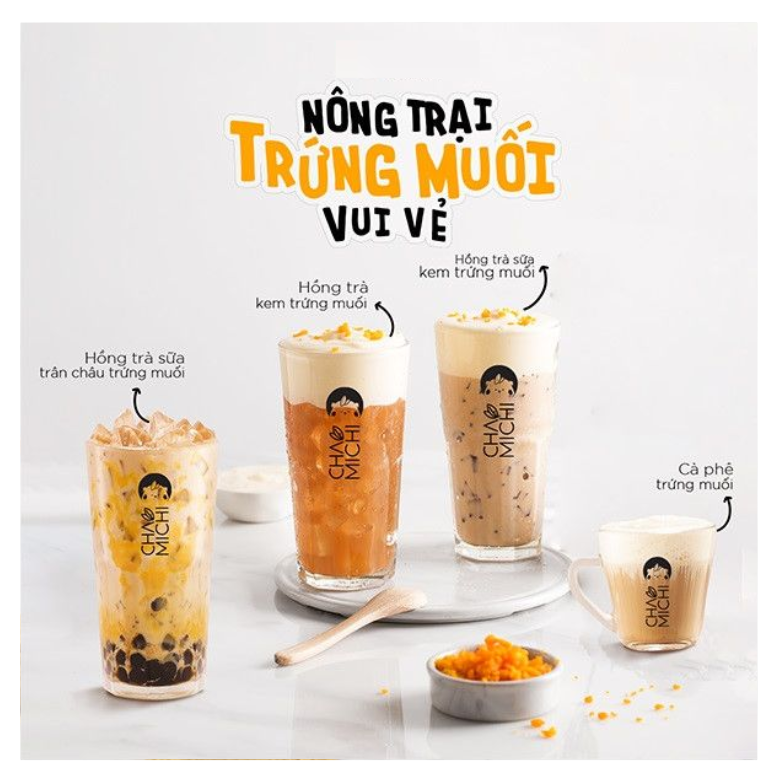 NÔNG TRẠI
TRỨNG MUỐI
VUI VẺ
Hồng trà sữa
kem trứng muối
Hồng trà
kem trứng muối
Hồng trà sữa
trân châu trứng muối
Cà phê
trứng muối
CHA
MICHI
CHA
MICHI
CHA
MICHI
CHA
MICHI